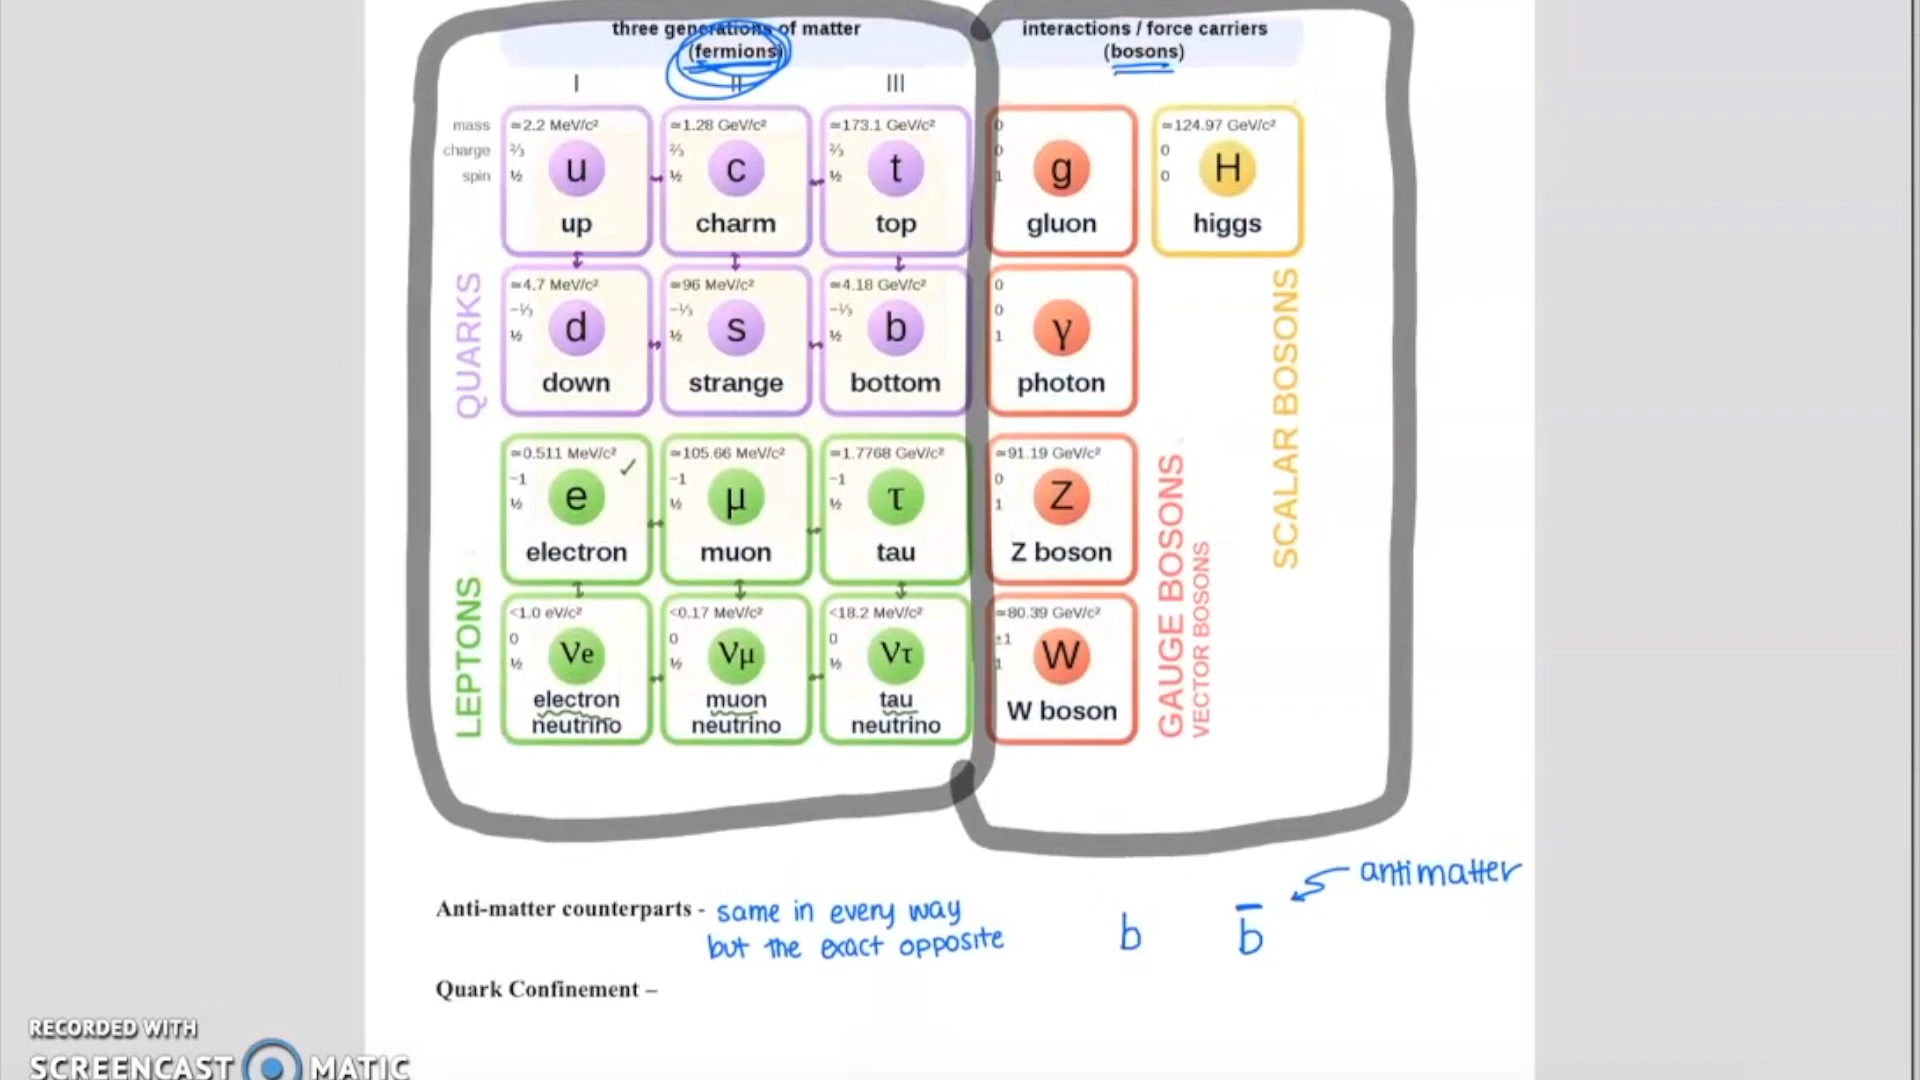 three generations of matter
(fermions)
interactions / force carriers
(bosons)
I
II
III
mass
charge
spin
≃2.2 MeV/c²
⅔
½
u
up
≃1.28 GeV/c²
⅔
½
c
charm
≃173.1 GeV/c²
⅔
½
t
top
0
0
1
g
gluon
≃124.97 GeV/c²
0
0
H
higgs
QUARKS
≃4.7 MeV/c²
−⅓
½
d
down
≃96 MeV/c²
−⅓
½
s
strange
≃4.18 GeV/c²
−⅓
½
b
bottom
0
0
1
γ
photon
SCALAR BOSONS
LEPTONS
≃0.511 MeV/c²
−1
½
e
electron
≃105.66 MeV/c²
−1
½
μ
muon
≃1.7768 GeV/c²
−1
½
τ
tau
≃91.19 GeV/c²
0
1
Z
Z boson
<1.0 eV/c²
0
½
νe
electron
neutrino
<0.17 MeV/c²
0
½
νμ
muon
neutrino
<18.2 MeV/c²
0
½
ντ
tau
neutrino
≃80.39 GeV/c²
±1
1
W
W boson
GAUGE BOSONS
VECTOR BOSONS
antimatter
Anti-matter counterparts - same in every way
but the exact opposite
b
b̅
Quark Confinement –
RECORDED WITH
SCREENCAST MATIC